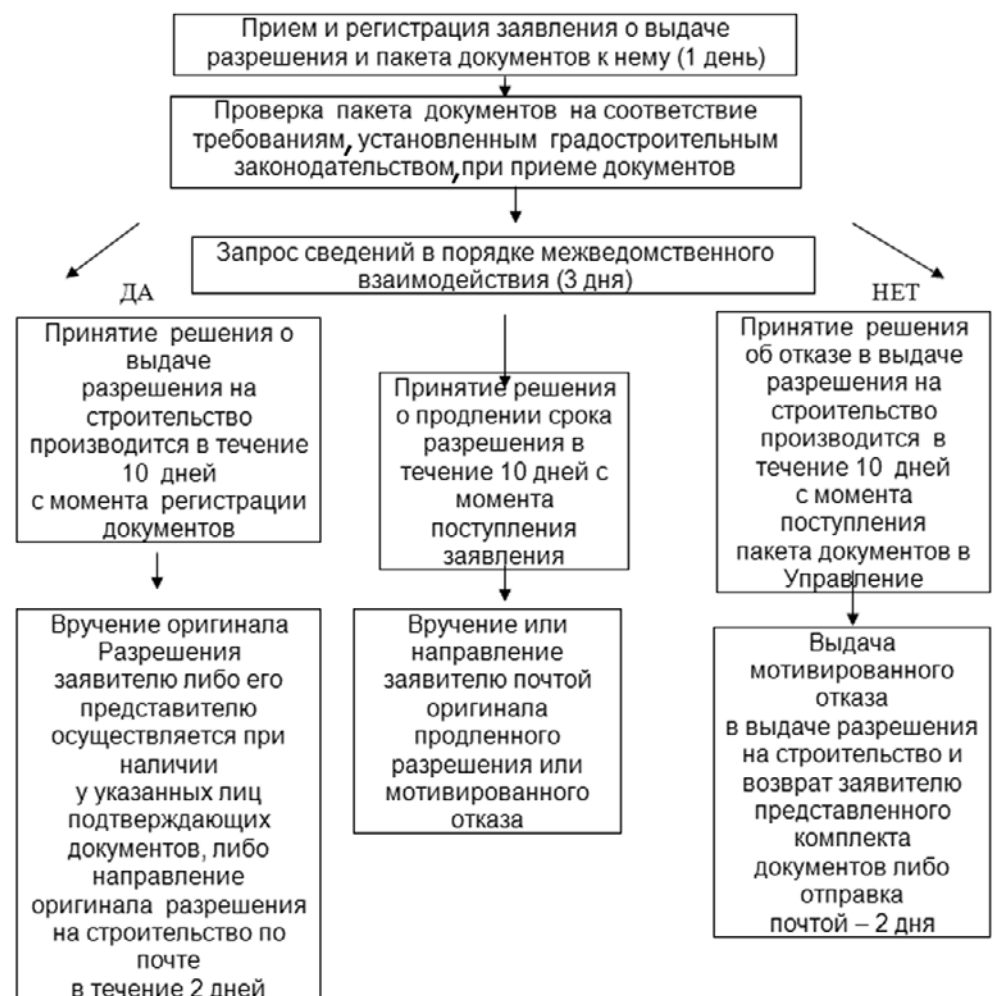 Прием и регистрация заявления о выдаче
разрешения и пакета документов к нему (1 день)
Проверка пакета документов на соответствие
требованиям, установленным градостроительным
законодательством,при приеме документов
Запрос сведений в порядке межведомственного
взаимодействия (3 дня)
ДА
Принятие решения о
выдаче
разрешения на
строительство
производится в течение
10 дней
с момента регистрации
документов
Вручение оригинала
Разрешения
заявителю либо его
представителю
осуществляется при
наличии
у указанных лиц
подтверждающих
документов, либо
направление
оригинала разрешения
на строительство по
почте
в течение 2 дней
Принятие решения
о продлении срока
разрешения в
течение 10 дней с
момента
поступления
заявления
Вручение или
направление
заявителю почтой
оригинала
продленного
разрешения или
мотивированного
отказа
НЕТ
Принятие решения
об отказе в выдаче
разрешения на
строительство
производится в
течение 10 дней
с момента
поступления
пакета документов в
Управление
Выдача
мотивированного
отказа
в выдаче разрешения
на строительство и
возврат заявителю
представленного
комплекта
документов либо
отправка
почтой – 2 дня